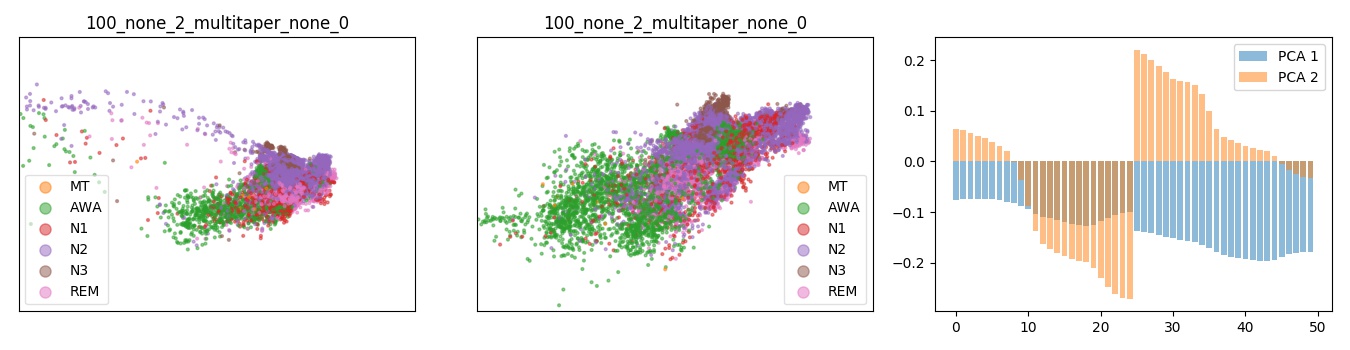 100_none_2_multitaper_none_0
MT
AWA
N1
N2
N3
REM
100_none_2_multitaper_none_0
MT
AWA
N1
N2
N3
REM
PCA 1
PCA 2
0.2
0.1
0.0
−0.1
−0.2
0
10
20
30
40
50